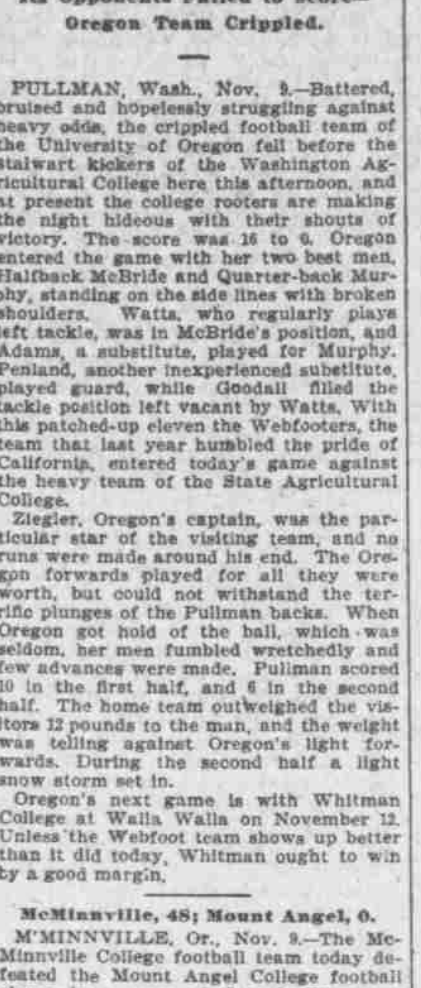 Its Opponents Failed to Score—
Oregon Team Crippled.
PULLMAN, Wash., Nov. 9.—Battered,
bruised and hopelessly struggling against
heavy odds, the crippled football team of
the University of Oregon fell before the
stalwart kickers of the Washington Ag-
ricultural College here this afternoon, and
at present the college rooters are making
the night hideous with their shouts of
victory. The score was 16 to 0. Oregon
entered the game with her two best men,
Halfback McBride and Quarter-back Mur-
phy, standing on the side lines with broken
shoulders. Watts, who regularly plays
left tackle, was in McBride's position, and
Adams, a substitute, played for Murphy.
Penland, another inexperienced substitute,
played guard, while Goodall filled the
tackle position left vacant by Watts. With
this patched-up eleven the Webfooters, the
team that last year humbled the pride of
California, entered today's game against
the heavy team of the State Agricultural
College.
Ziegler, Oregon's captain, was the par-
ticular star of the visiting team, and no
runs were made around his end. The Ore-
gon forwards played for all they were
worth, but could not withstand the ter-
rific plunges of the Pullman backs. When
Oregon got hold of the ball, which was
seldom, her men fumbled wretchedly and
few advances were made. Pullman scored
10 in the first half, and 6 in the second
half. The home team outweighed the vis-
itors 12 pounds to the man, and the weight
was telling against Oregon's light for-
wards. During the second half a light
snow storm set in.
Oregon's next game is with Whitman
College at Walla Walla on November 12.
Unless the Webfoot team shows up better
than it did today, Whitman ought to win
by a good margin.
McMinnville, 48; Mount Angel, 0.
M'MINNVILLE, Or., Nov. 9.—The Mc-
Minnville College football team today de-
feated the Mount Angel College football